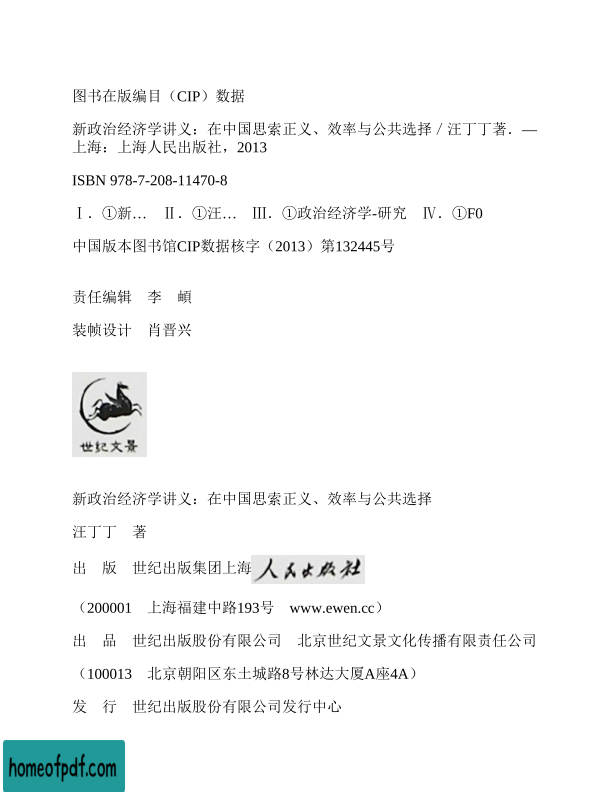 图书在版编目（CIP）数据
新政治经济学讲义：在中国思索正义、效率与公共选择／汪丁丁著．—
上海：上海人民出版社，2013
ISBN 978-7-208-11470-8
Ⅰ．①新…　Ⅱ．①汪…　Ⅲ．①政治经济学-研究　Ⅳ．①F0
中国版本图书馆CIP数据核字（2013）第132445号
责任编辑　李　頔
装帧设计　肖晋兴
世纪文景
新政治经济学讲义：在中国思索正义、效率与公共选择
汪丁丁　著
出　版　世纪出版集团上海人民出版社
（200001　上海福建中路193号　www.ewen.cc）
出　品　世纪出版股份有限公司　北京世纪文景文化传播有限责任公司
（100013　北京朝阳区东土城路8号林达大厦A座4A）
发　行　世纪出版股份有限公司发行中心
homeofpdf.com